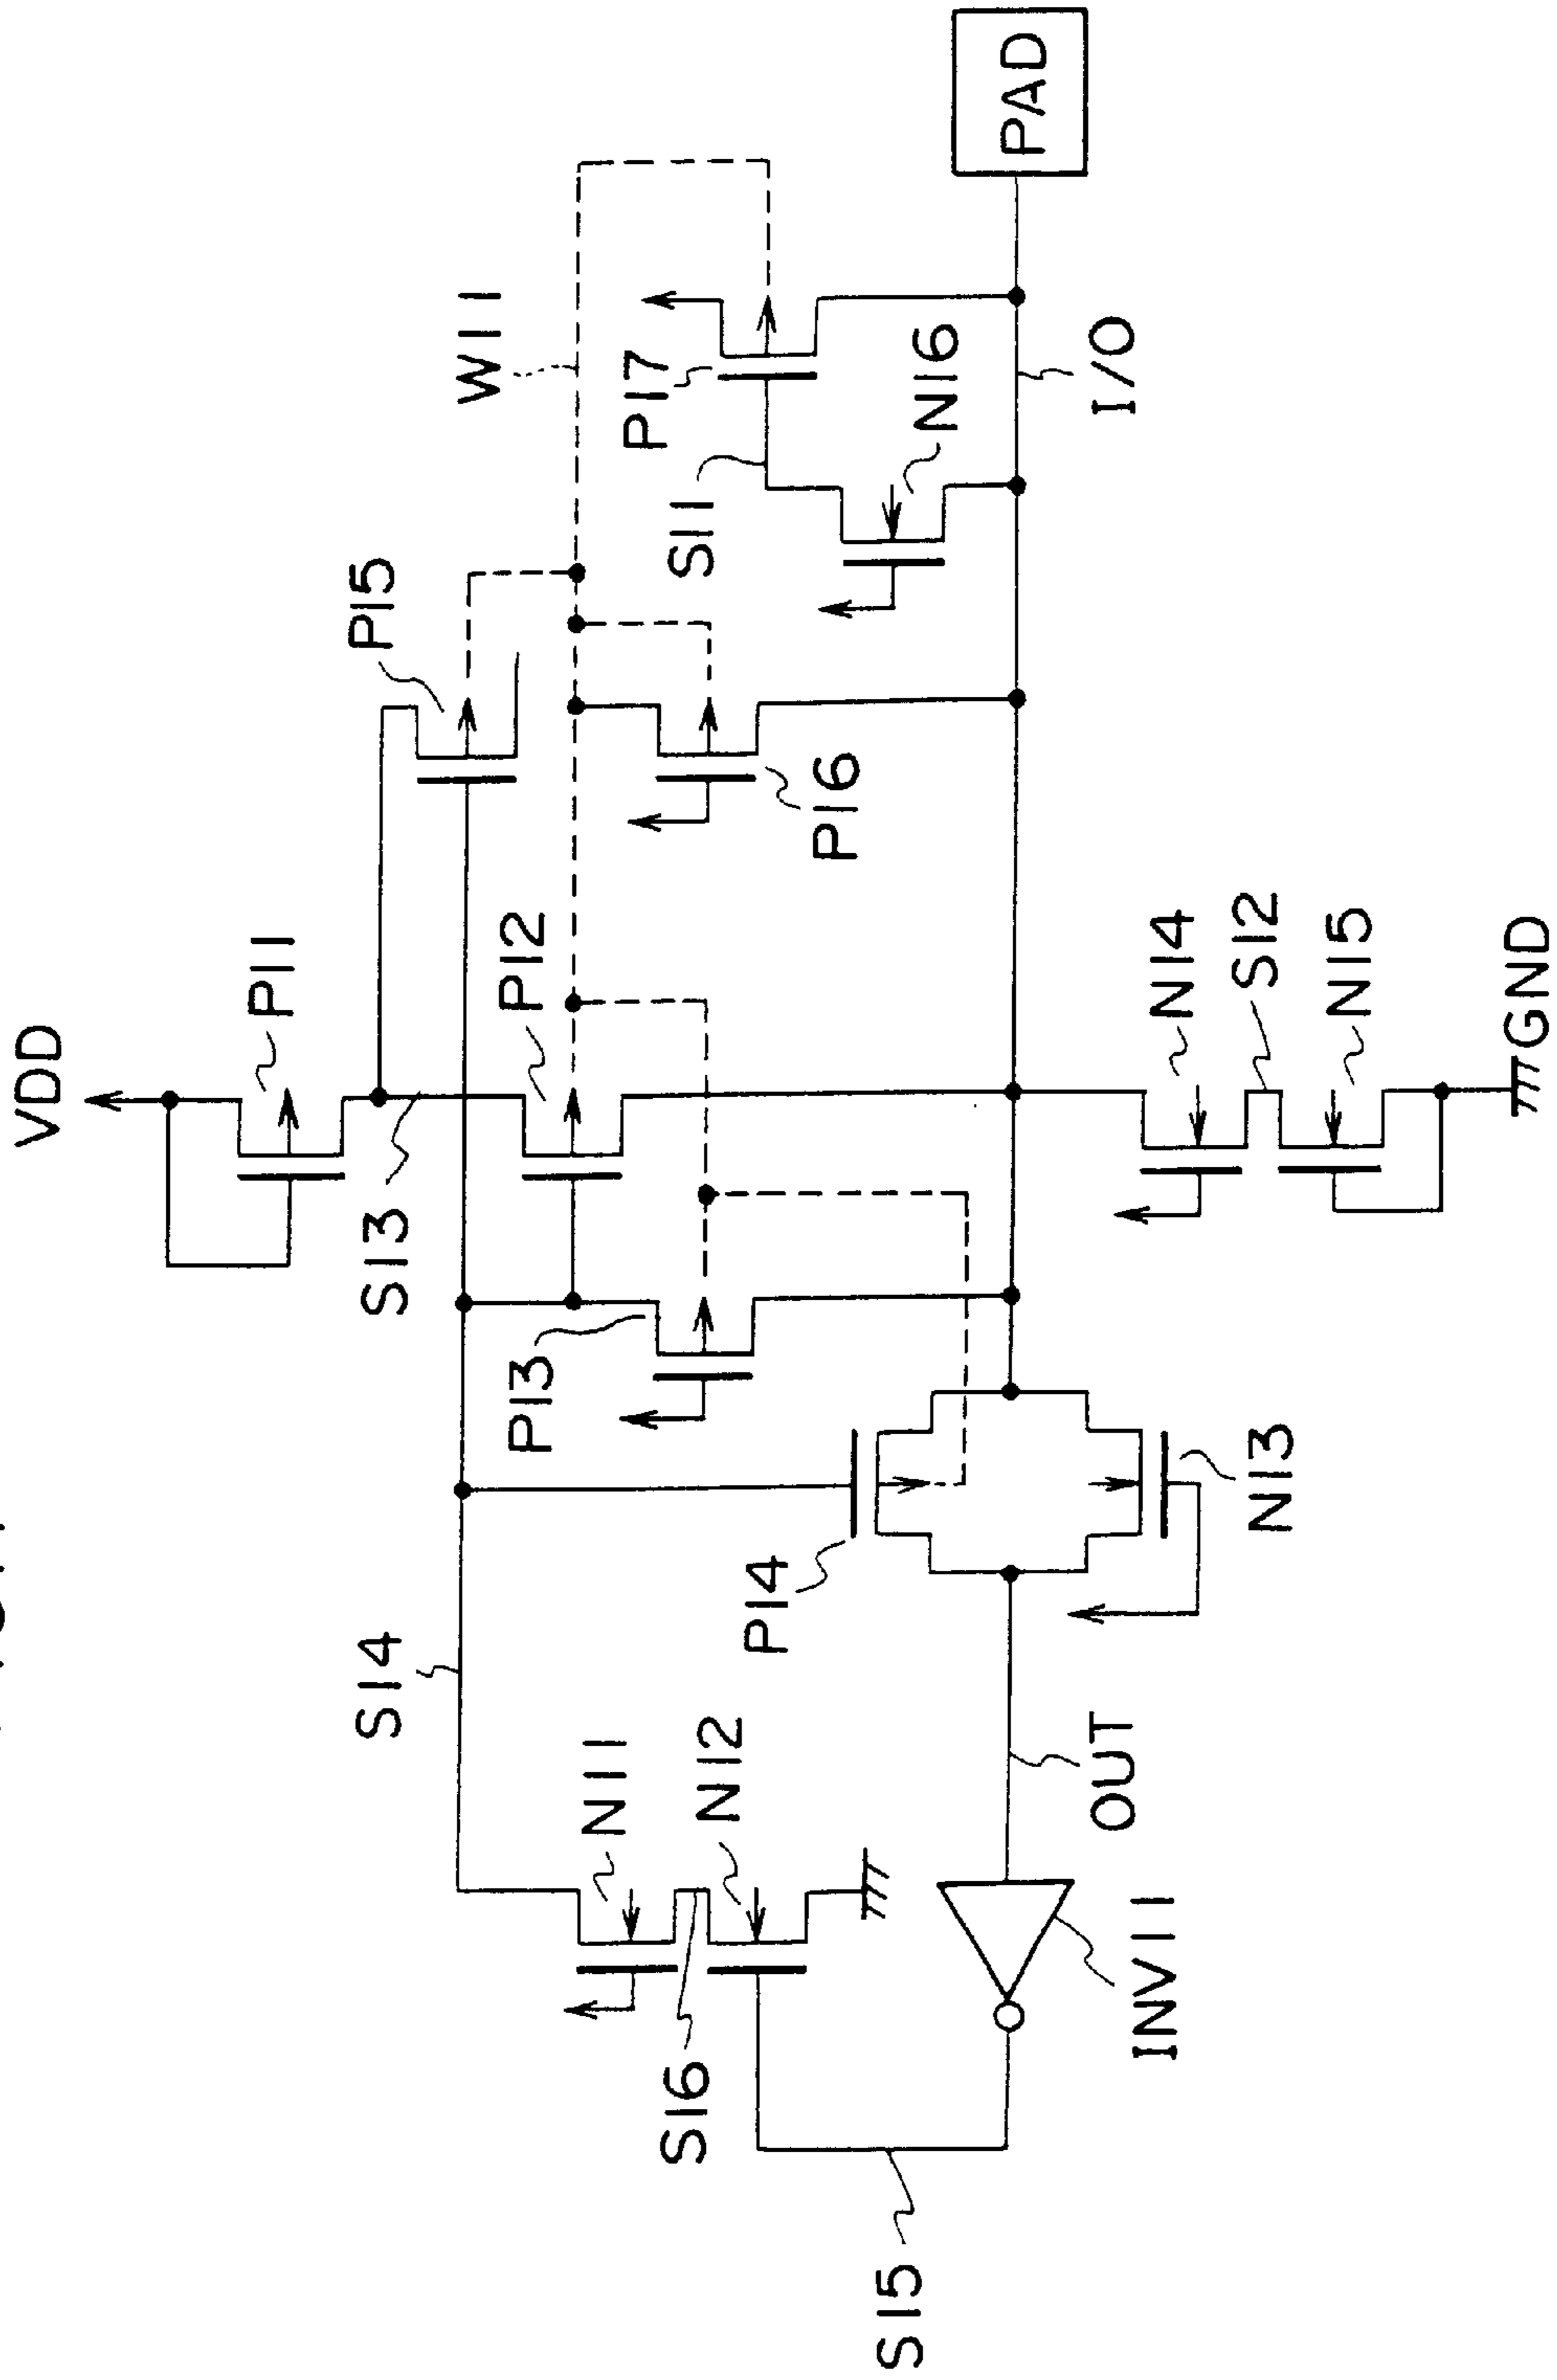 VDD
P11
S13
P15
P12
W11
S14
P13
P17
S11
P16
N16
N11
N12
S16
P14
PAD
I/O
OUT
N13
N14
S12
N15
INV11
S15
GND